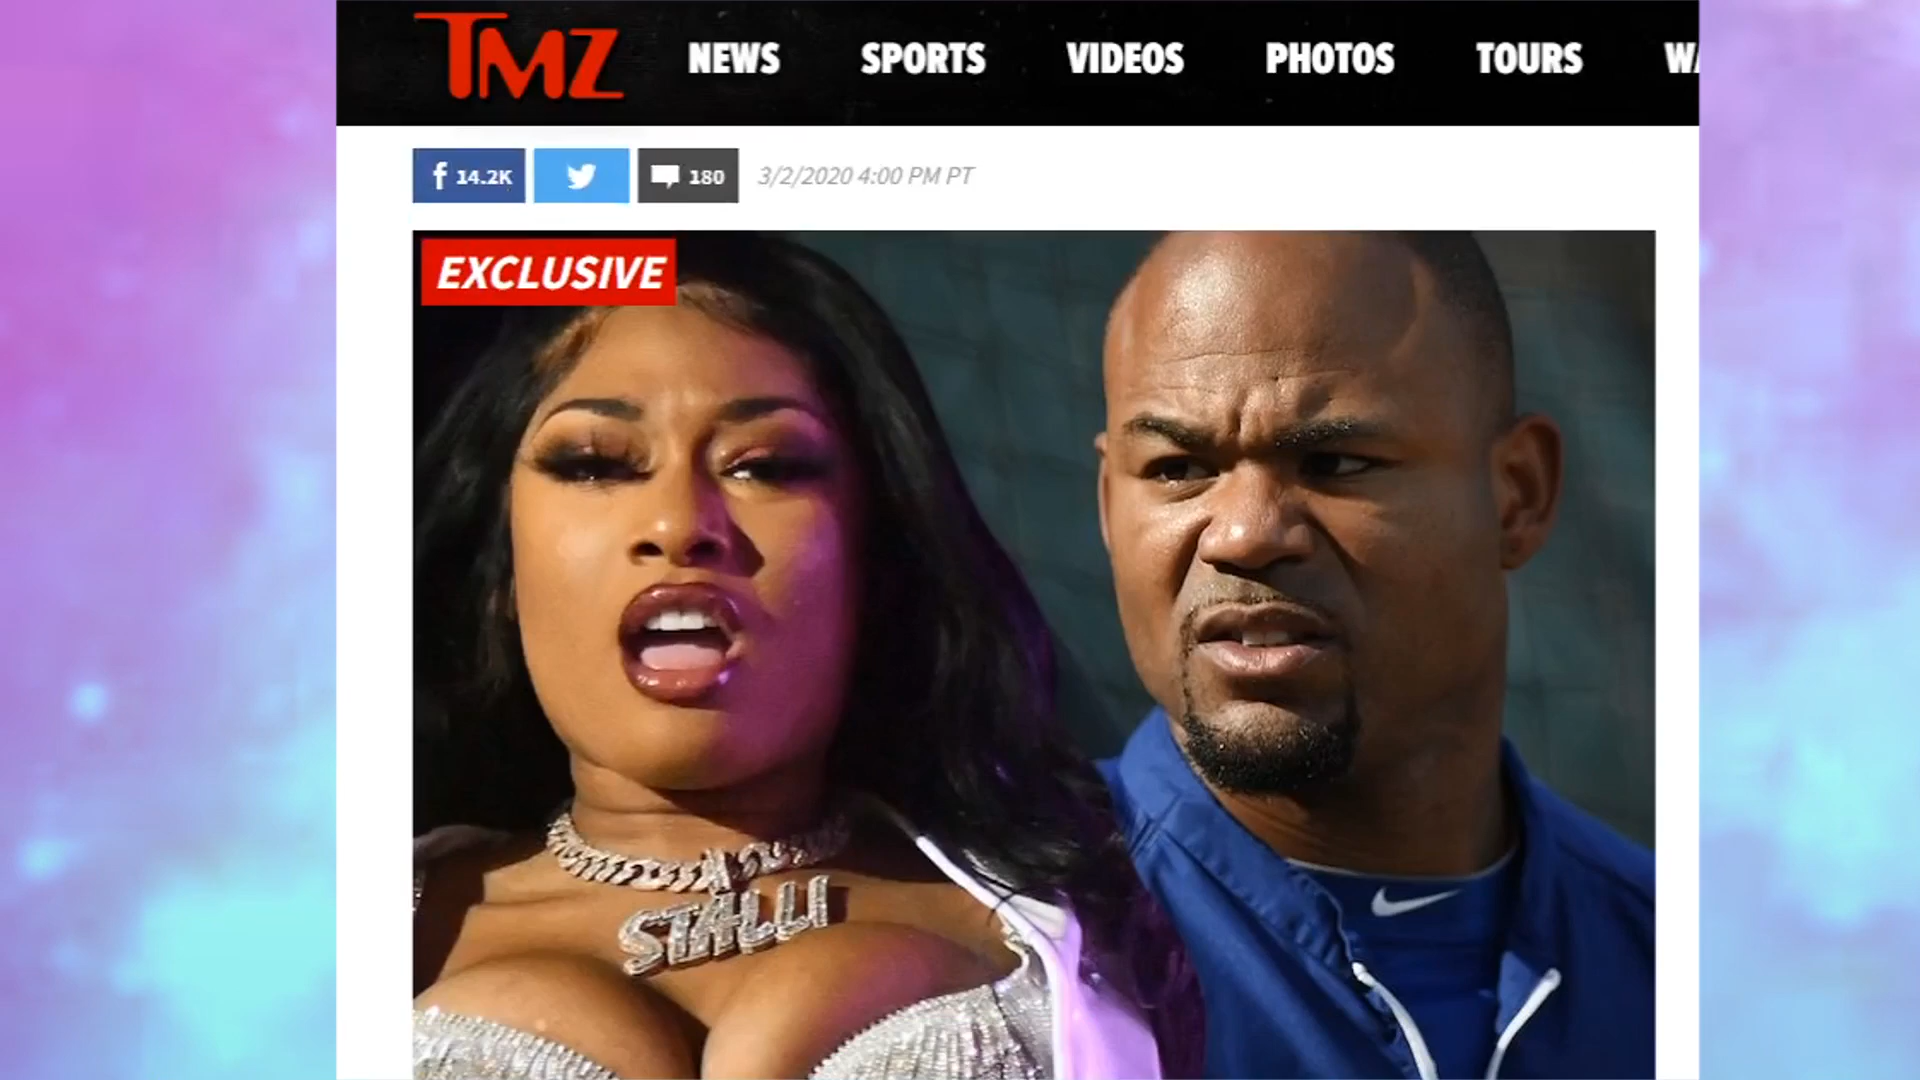 TMZ NEWS SPORTS VIDEOS PHOTOS TOURS
f 14.2K 180 3/2/2020 4:00 PM PT
EXCLUSIVE
STALLI